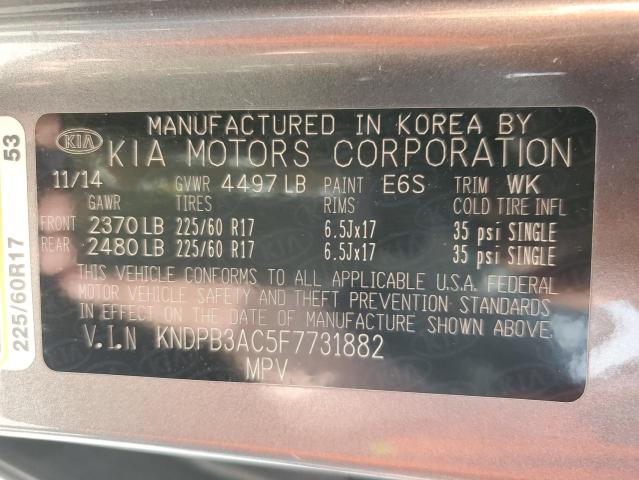 MANUFACTURED IN KOREA BY
KIA KIA MOTORS CORPORATION
11/14 GVWR 4497 LB PAINT E6S TRIM WK
GAWR TIRES RIMS COLD TIRE INFL
FRONT 2370 LB 225/60 R17 6.5Jx17 35 psi SINGLE
REAR 2480 LB 225/60 R17 6.5Jx17 35 psi SINGLE
THIS VEHICLE CONFORMS TO ALL APPLICABLE U.S.A. FEDERAL
MOTOR VEHICLE SAFETY AND THEFT PREVENTION STANDARDS
IN EFFECT ON THE DATE OF MANUFACTURE SHOWN ABOVE.
V.I.N KNDPB3AC5F7731882
MPV
225/60R17 53